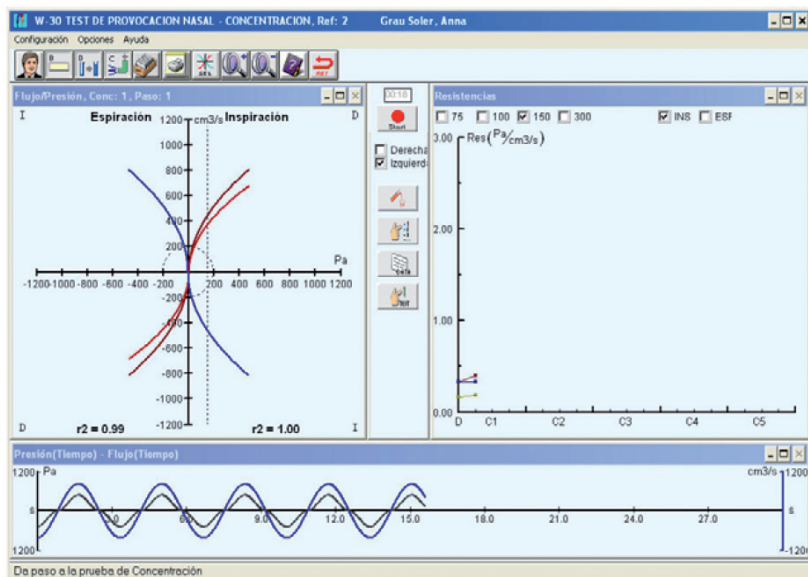 W-30 TEST DE PROVOCACION NASAL - CONCENTRACION, Ref: 2 Grau Soler, Anna
Configuración Opciones Ayuda
Flujo/Presión, Conc: 1, Paso: 1
I Espiración 1200 cm3/s Inspiración D
1000
800
600
400
200
Pa
-1200-1000 -800 -600 -400 -200 0 200 400 600 800 1000 1200
-200
-400
-600
-800
-1000
-1200
D r2 = 0.99 r2 = 1.00 I
00:18
Start
Derecha
Izquierd
Resistencias
75 100 150 300 INS ESF
3.00 Res(Pa/cm3/s)
2.00
1.00
0.00
D C1 C2 C3 C4 C5
Presión(Tiempo) - Flujo(Tiempo)
1200 Pa cm3/s 1200
s 3.0 6.0 9.0 12.0 15.0 18.0 21.0 24.0 27.0 s
1200 -1200
Da paso a la prueba de Concentración